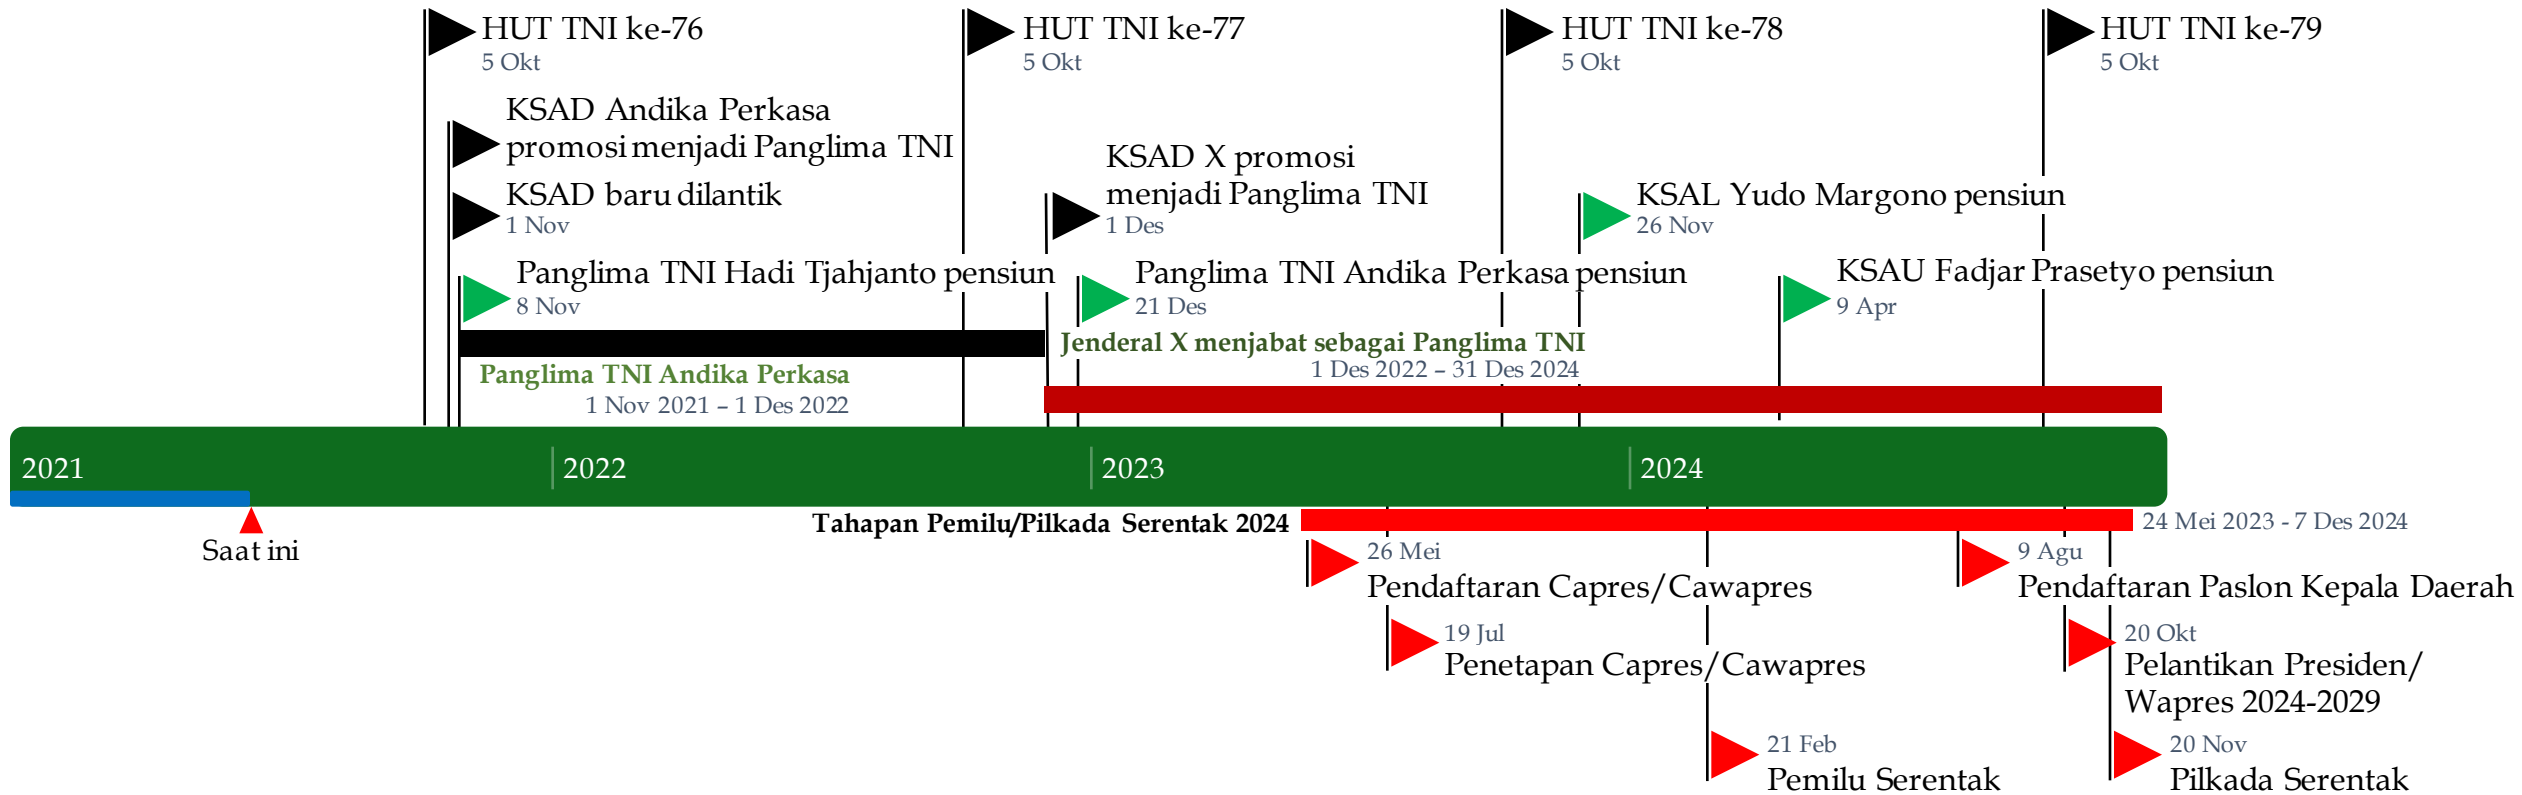 HUT TNI ke-76
5 Okt
HUT TNI ke-77
5 Okt
HUT TNI ke-78
5 Okt
HUT TNI ke-79
5 Okt
KSAD Andika Perkasa
promosi menjadi Panglima TNI
KSAD baru dilantik
1 Nov
KSAD X promosi
menjadi Panglima TNI
1 Des
KSAL Yudo Margono pensiun
26 Nov
Panglima TNI Hadi Tjahjanto pensiun
8 Nov
Panglima TNI Andika Perkasa pensiun
21 Des
KSAU Fadjar Prasetyo pensiun
9 Apr
Panglima TNI Andika Perkasa
1 Nov 2021 – 1 Des 2022
Jenderal X menjabat sebagai Panglima TNI
1 Des 2022 – 31 Des 2024
2021
2022
2023
2024
Saat ini
Tahapan Pemilu/Pilkada Serentak 2024
24 Mei 2023 - 7 Des 2024
26 Mei
Pendaftaran Capres/Cawapres
9 Agu
Pendaftaran Paslon Kepala Daerah
19 Jul
Penetapan Capres/Cawapres
20 Okt
Pelantikan Presiden/
Wapres 2024-2029
21 Feb
Pemilu Serentak
20 Nov
Pilkada Serentak